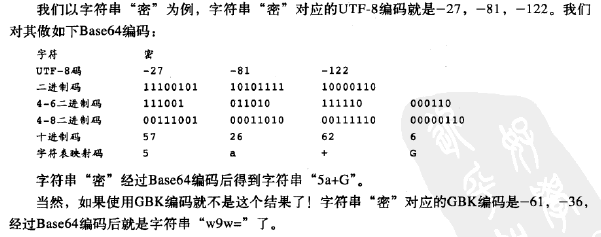 我们以字符串“密”为例，字符串“密”对应的UTF-8编码就是-27，-81，-122。我们
对其做如下Base64编码：
字符 密
UTF-8码 -27 -81 -122
二进制码 11100101 10101111 10000110
4-6二进制码 111001 011010 111110 000110
4-8二进制码 00111001 00011010 00111110 00000110
十进制码 57 26 62 6
字符表映射码 5 a + G
字符串“密”经过Base64编码后得到字符串“5a+G”。
当然，如果使用GBK编码就不是这个结果了！字符串“密”对应的GBK编码是-61，-36，
经过Base64编码后就是字符串“w9w=”了。